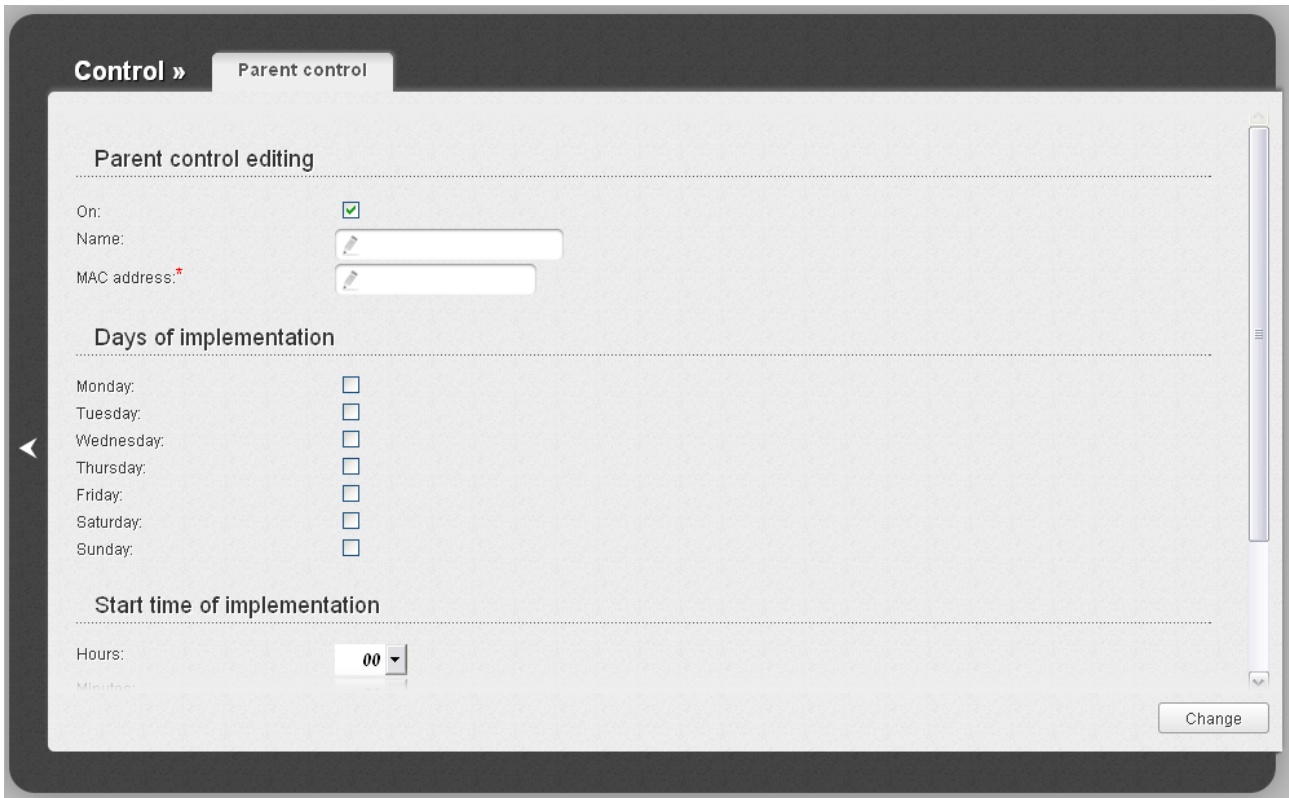 Control »
Parent control
Parent control editing
On:
Name:
MAC address:*
Days of implementation
Monday:
Tuesday:
Wednesday:
Thursday:
Friday:
Saturday:
Sunday:
Start time of implementation
Hours: 00
Minutes:
Change